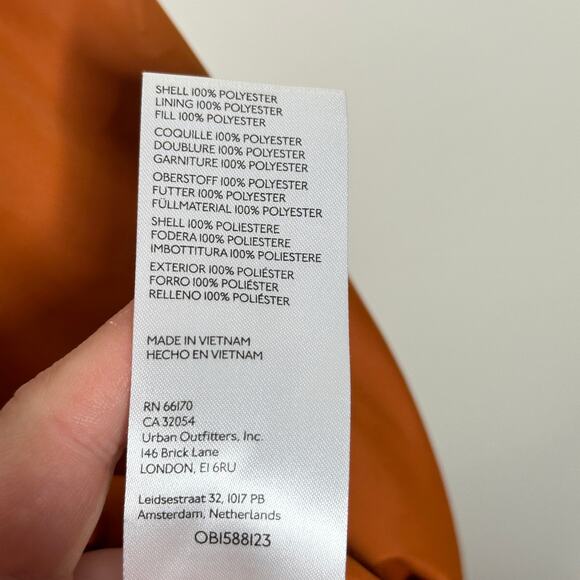 SHELL 100% POLYESTER
LINING 100% POLYESTER
FILL 100% POLYESTER
COQUILLE 100% POLYESTER
DOUBLURE 100% POLYESTER
GARNITURE 100% POLYESTER
OBERSTOFF 100% POLYESTER
FUTTER 100% POLYESTER
FÜLLMATERIAL 100% POLYESTER
SHELL 100% POLIESTERE
FODERA 100% POLIESTERE
IMBOTTITURA 100% POLIESTERE
EXTERIOR 100% POLIÉSTER
FORRO 100% POLIÉSTER
RELLENO 100% POLIÉSTER
MADE IN VIETNAM
HECHO EN VIETNAM
RN 66170
CA 32054
Urban Outfitters, Inc.
146 Brick Lane
LONDON, E1 6RU
Leidsestraat 32, 1017 PB
Amsterdam, Netherlands
OB1588123